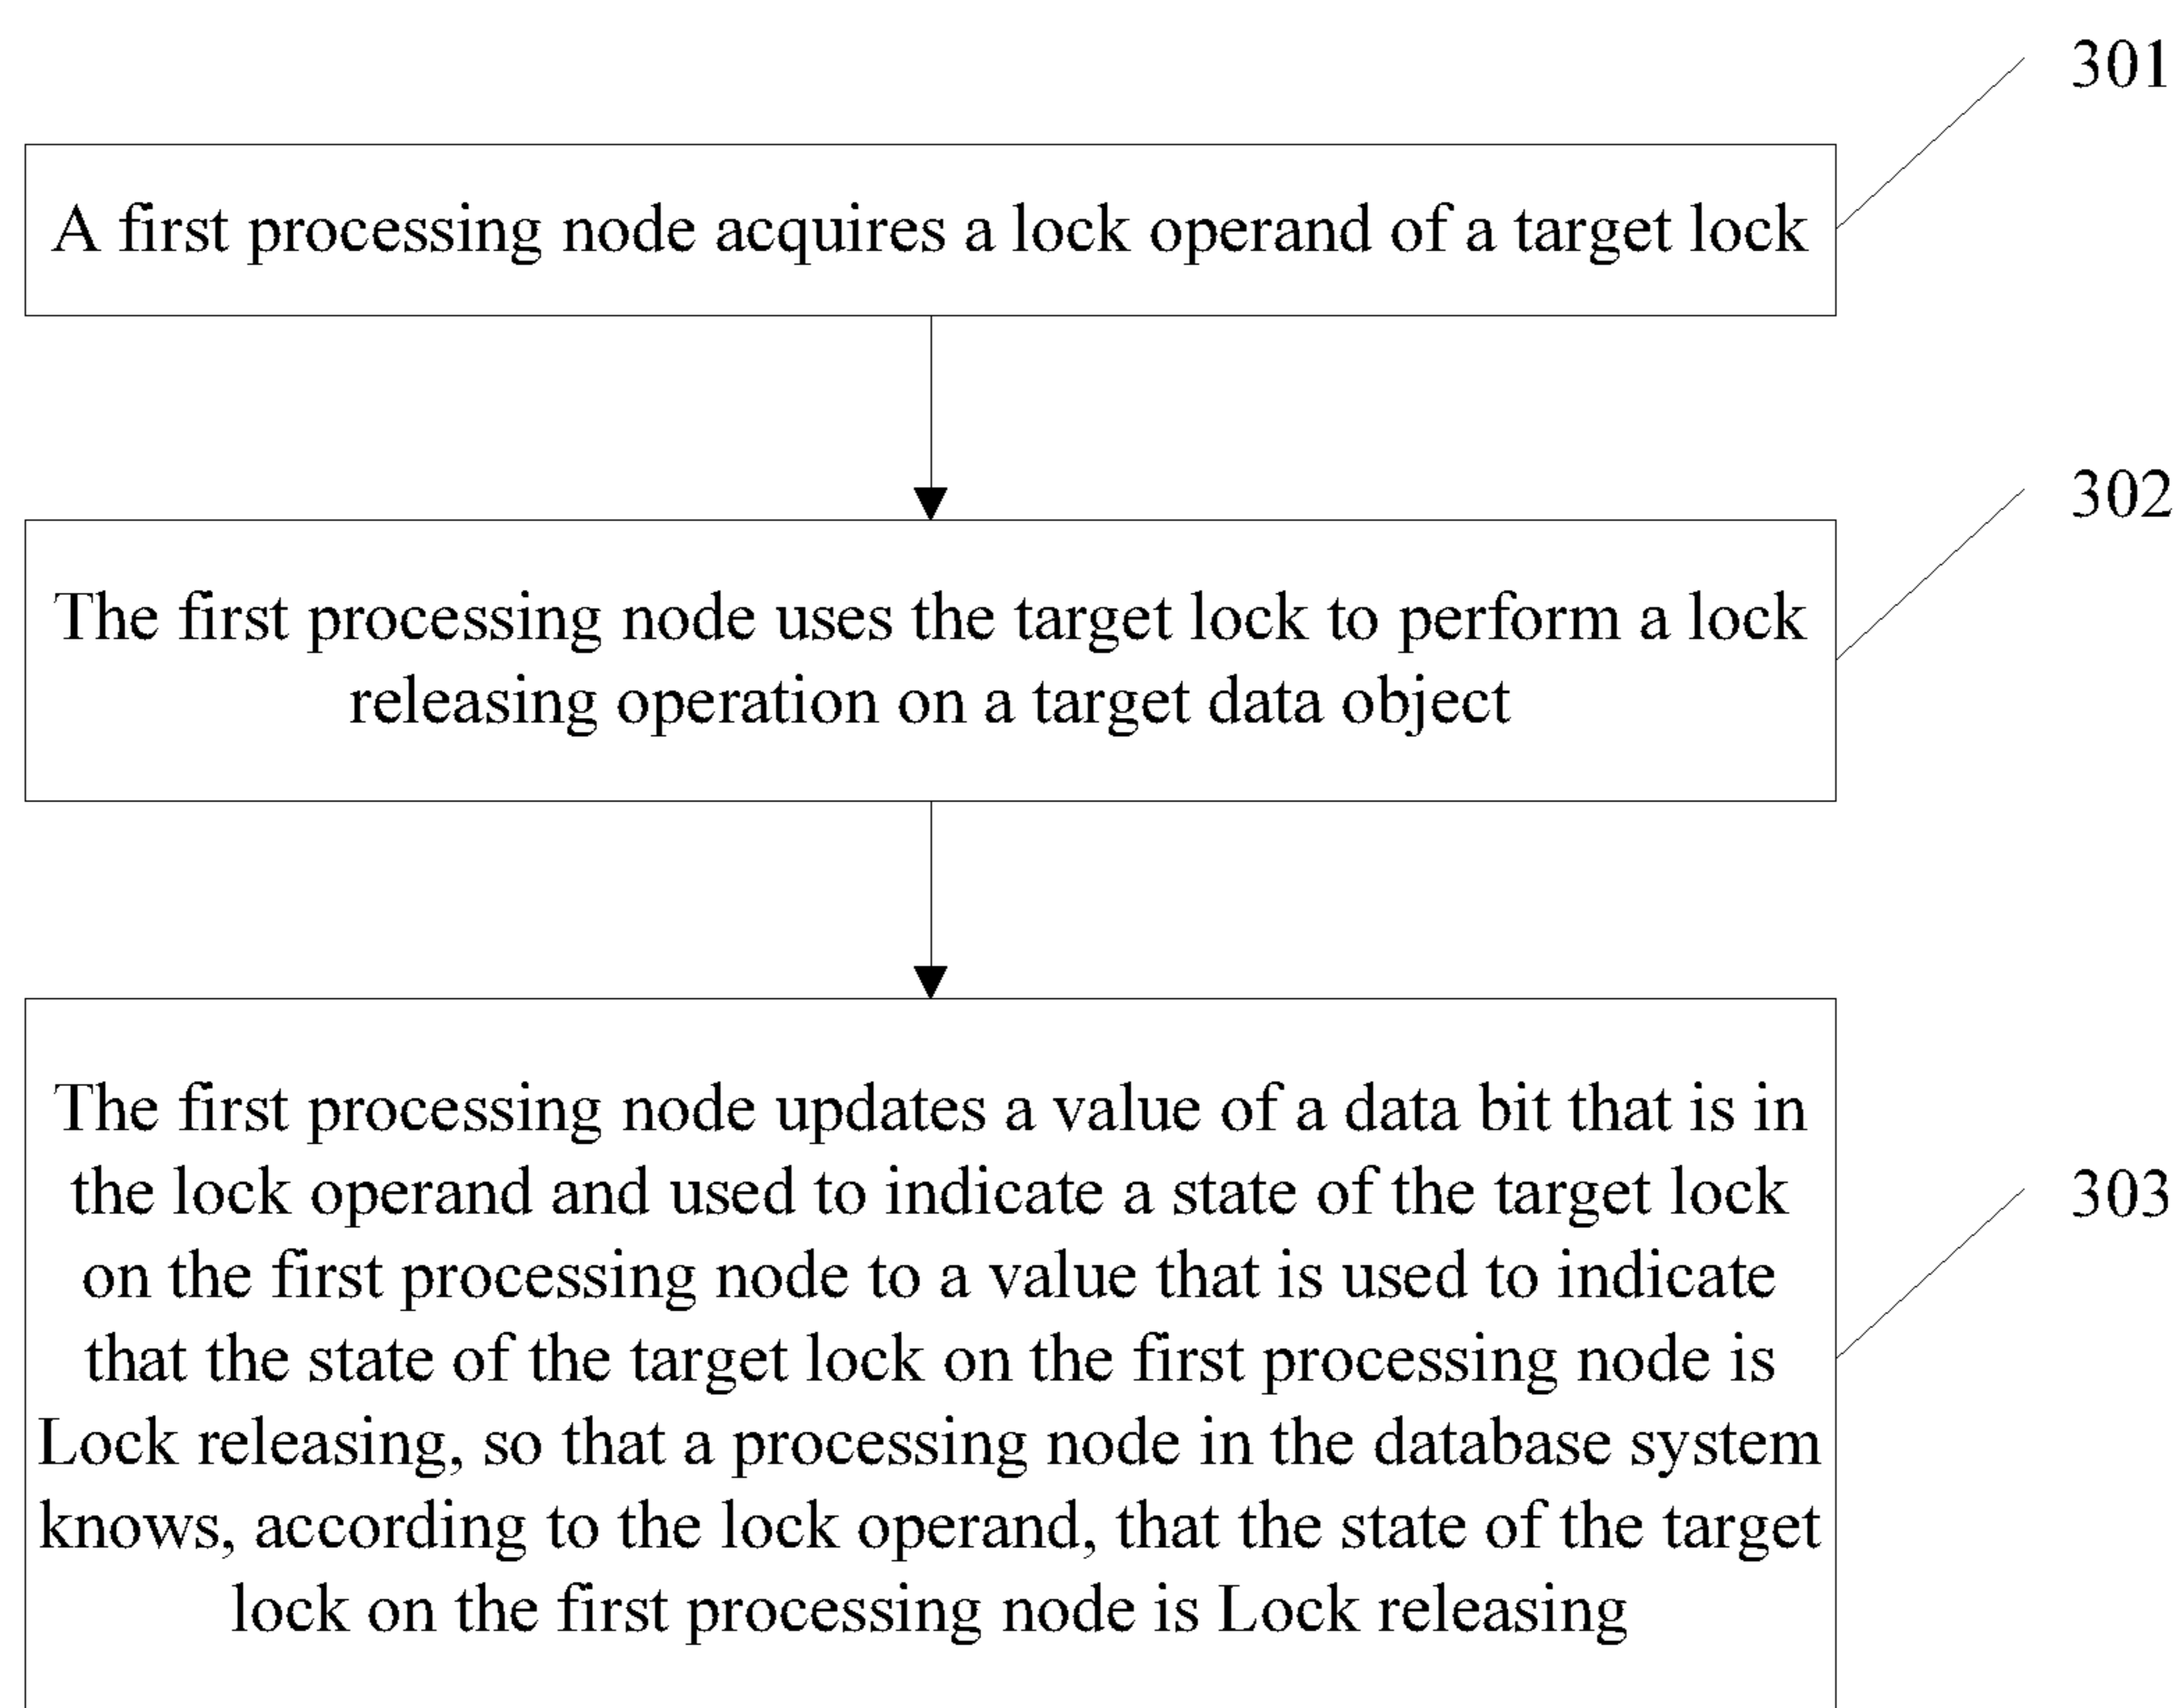 301
A first processing node acquires a lock operand of a target lock
302
The first processing node uses the target lock to perform a lock
releasing operation on a target data object
The first processing node updates a value of a data bit that is in
the lock operand and used to indicate a state of the target lock
303
on the first processing node to a value that is used to indicate
that the state of the target lock on the first processing node is
Lock releasing, so that a processing node in the database system
knows, according to the lock operand, that the state of the target
lock on the first processing node is Lock releasing